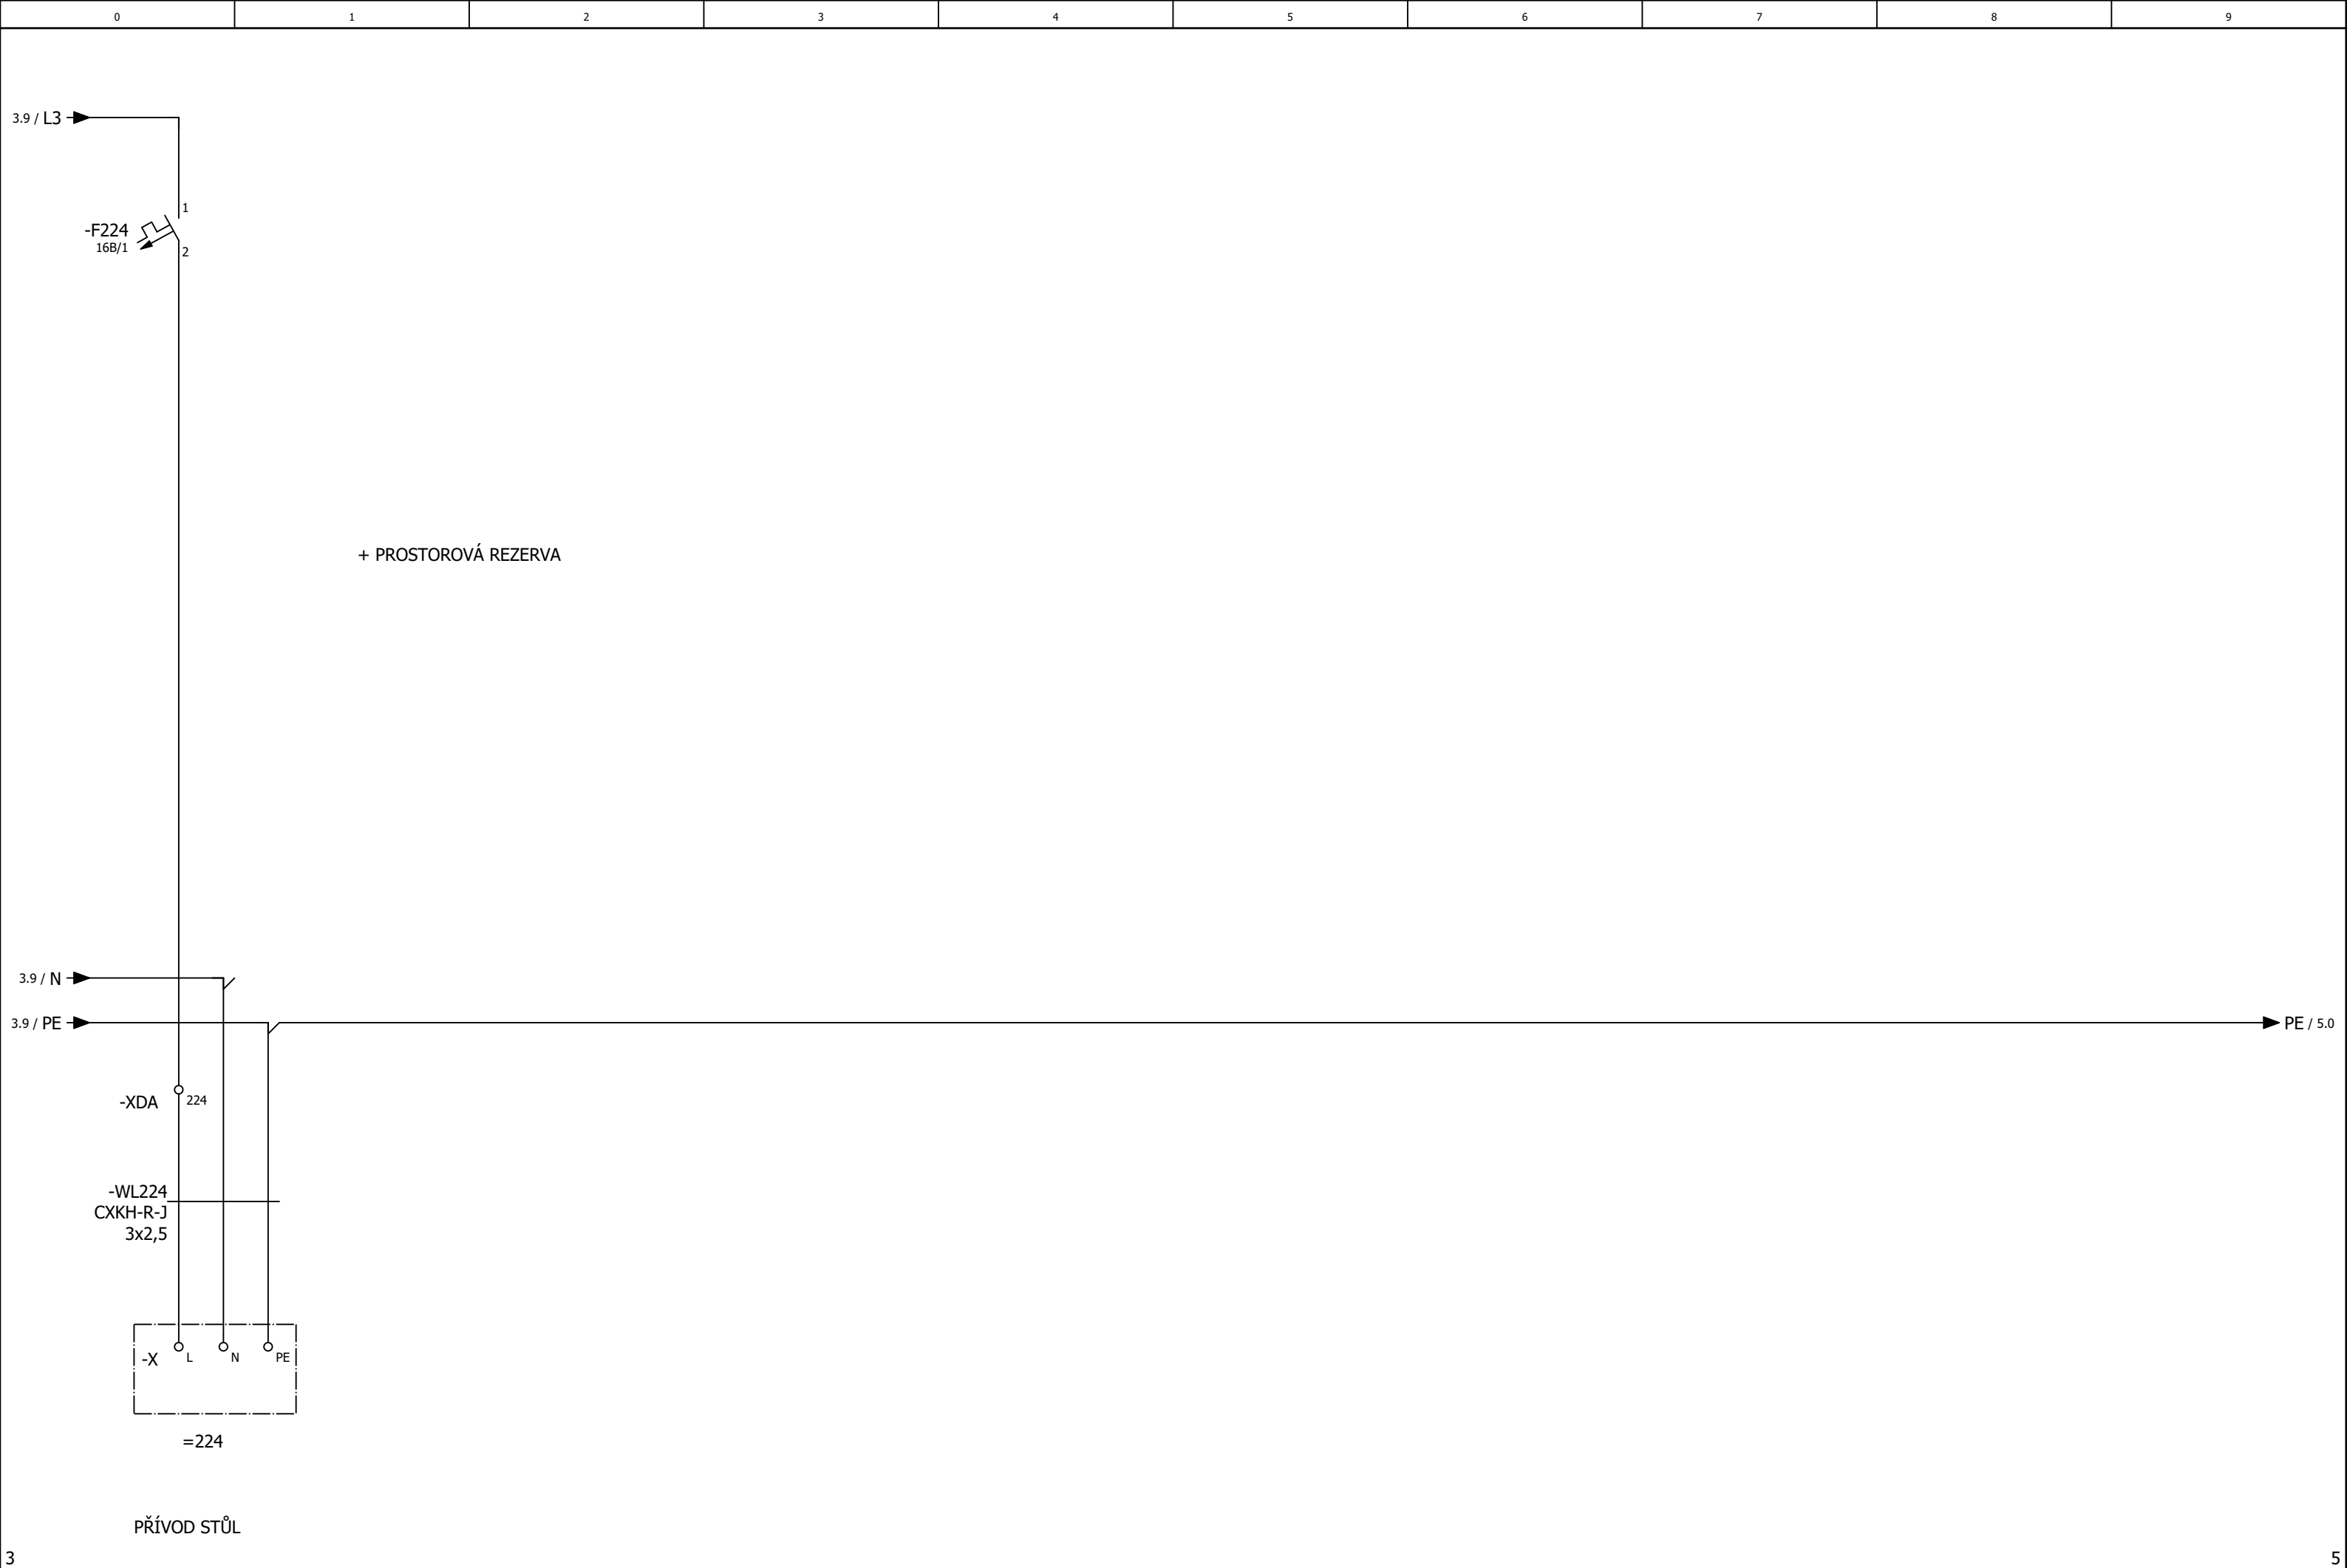 0 1 2 3 4 5 6 7 8 9
3.9 / L3
1
-F224
16B/1
2
+ PROSTOROVÁ REZERVA
3.9 / N
3.9 / PE
PE / 5.0
-XDA 224
-WL224
CXKH-R-J
3x2,5
-X L N PE
=224
PŘÍVOD STŮL
3 5